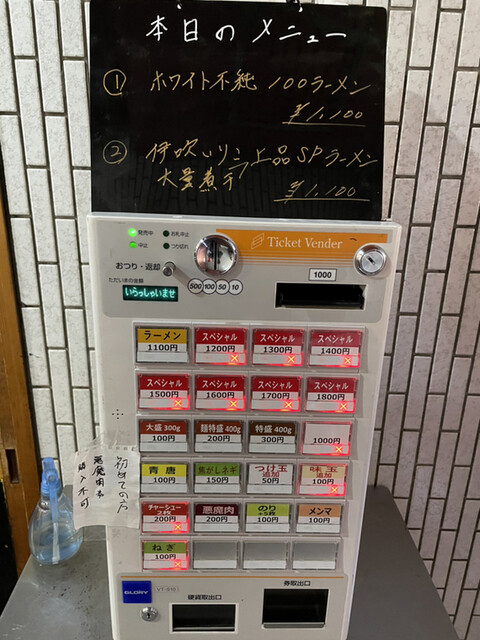 本日のメニュー
① ホワイト不純100ラーメン
¥1,100
② 伊吹いりこ上品SPラーメン
大量煮干
¥1,100
発売中 お札中止
中止 つり切れ
Ticket Vender
おつり・返却
1000
ただいまの金額
500 100 50 10
いらっしゃいませ
ラーメン スペシャル スペシャル スペシャル
1100円 1200円 1300円 1400円
スペシャル スペシャル スペシャル スペシャル
1500円 1600円 1700円 1800円
大盛 300g 麺特盛 400g 特盛 400g
100円 200円 300円 1000円
青唐 焦がしネギ つけ玉追加 味玉追加
100円 150円 50円 100円
チャーシュー 悪魔肉 のり メンマ
200円 200円 100円 100円
ねぎ
100円
初めての方
悪魔肉
購入不可
GLORY
硬貨取出口
券取出口